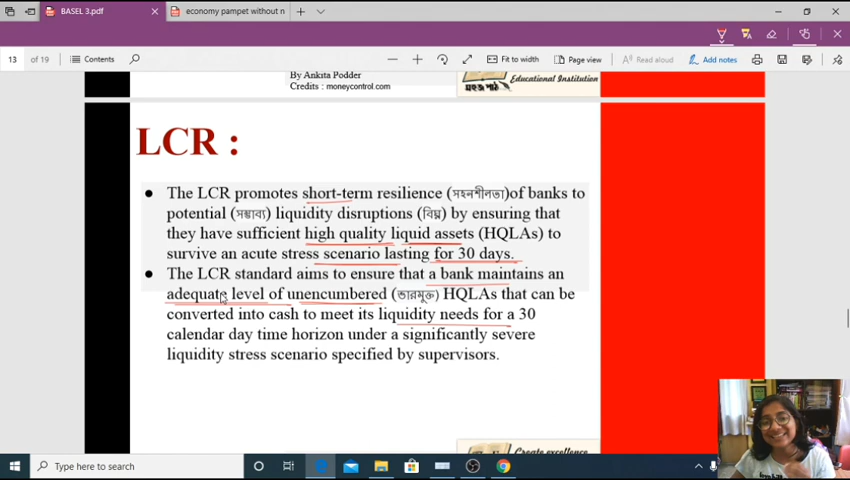 BASEL 3.pdf
economy pampet without n
13 of 19
Contents
Fit to width
Page view
Read aloud
Add notes
By Ankita Podder
Credits : moneycontrol.com
Educational Institution
সহজ পাঠ
LCR :
● The LCR promotes short-term resilience (সহনশীলতা)of banks to
potential (সম্ভাব্য) liquidity disruptions (বিঘ্ন) by ensuring that
they have sufficient high quality liquid assets (HQLAs) to
survive an acute stress scenario lasting for 30 days.
● The LCR standard aims to ensure that a bank maintains an
adequate level of unencumbered (ভারমুক্ত) HQLAs that can be
converted into cash to meet its liquidity needs for a 30
calendar day time horizon under a significantly severe
liquidity stress scenario specified by supervisors.
Create excellence
Type here to search